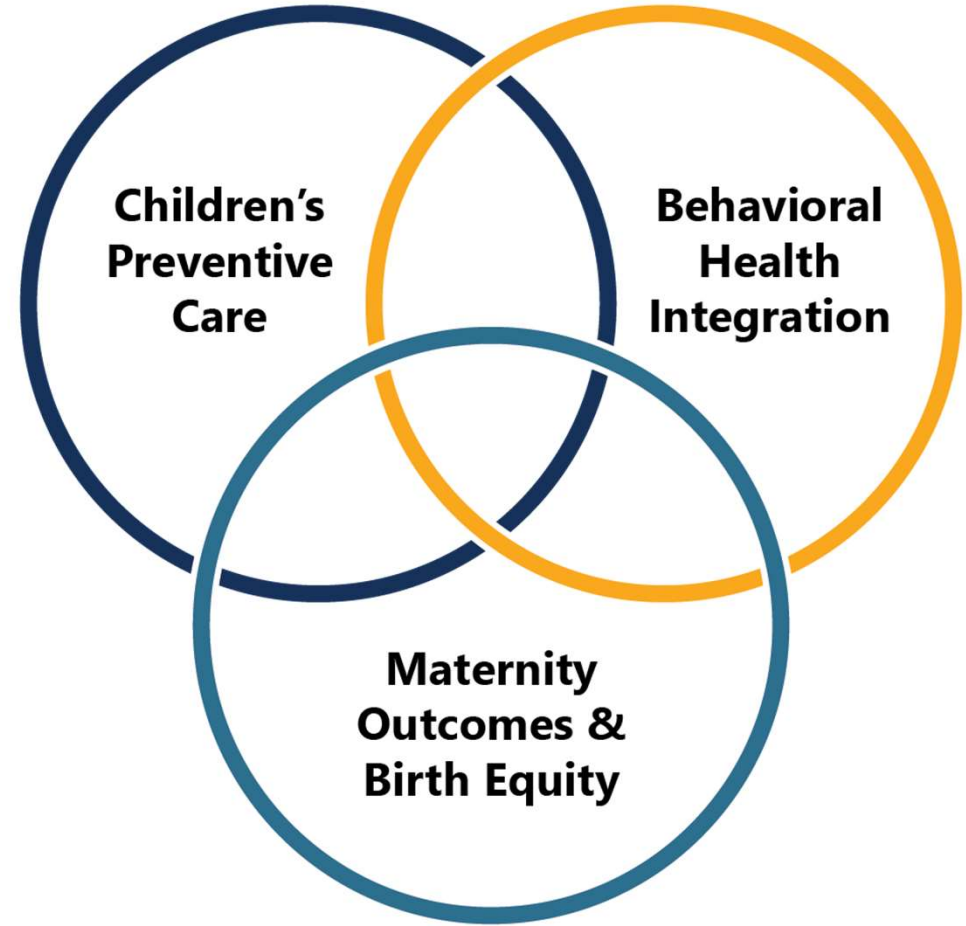 Children’s
Preventive
Care
Behavioral
Health
Integration
Maternity
Outcomes &
Birth Equity